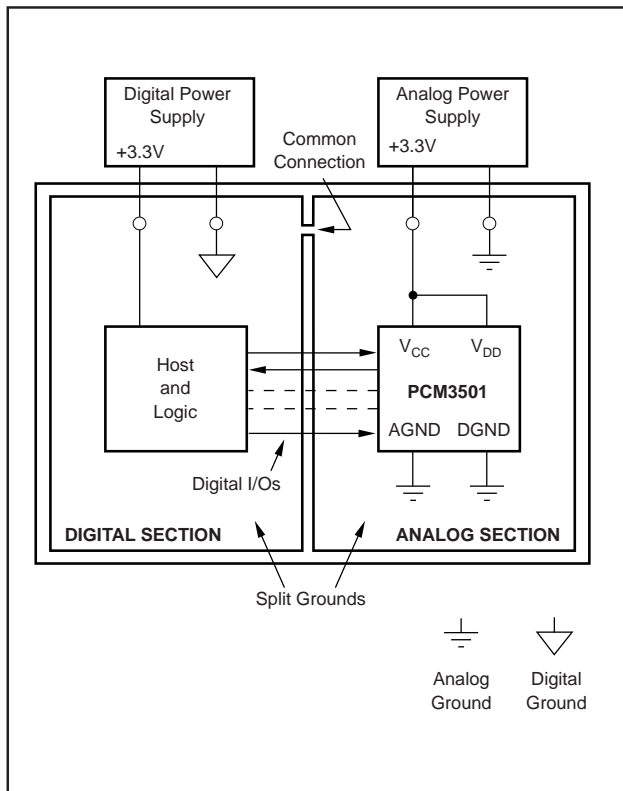 Digital Power
Supply
+3.3V
Analog Power
Supply
+3.3V
Common
Connection
Host
and
Logic
V_CC V_DD
PCM3501
AGND DGND
Digital I/Os
DIGITAL SECTION
ANALOG SECTION
Split Grounds
Analog
Ground
Digital
Ground